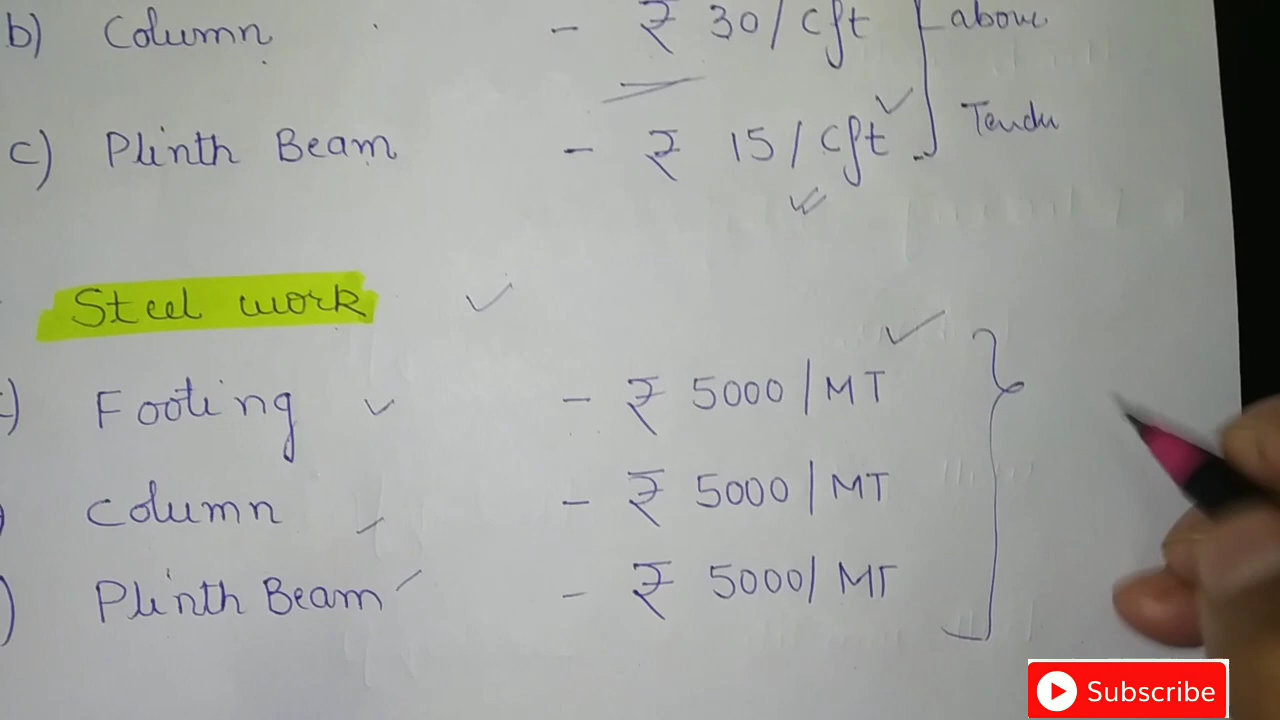 b) Column - ₹ 30/Cft above
c) Plinth Beam - ₹ 15/Cft
Steel work
Footing - ₹ 5000/MT
Column - ₹ 5000/MT
Plinth Beam - ₹ 5000/MT
Subscribe